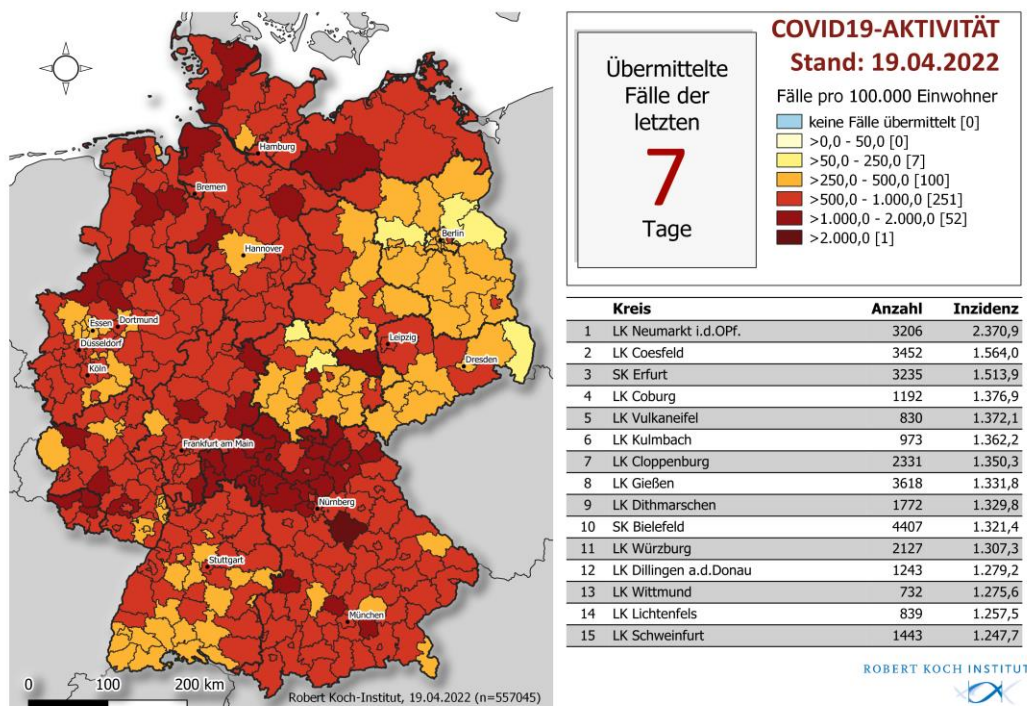 COVID19-AKTIVITÄT
Stand: 19.04.2022
Übermittelte
Fälle der
letzten
7
Tage
Fälle pro 100.000 Einwohner
keine Fälle übermittelt [0]
>0,0 - 50,0 [0]
>50,0 - 250,0 [7]
>250,0 - 500,0 [100]
>500,0 - 1.000,0 [251]
>1.000,0 - 2.000,0 [52]
>2.000,0 [1]
Hamburg
Bremen
Berlin
Hannover
Essen
Dortmund
Düsseldorf
Leipzig
Köln
Dresden
Frankfurt am Main
Nürnberg
Stuttgart
München
0 100 200 km
Robert Koch-Institut, 19.04.2022 (n=557045)
Kreis Anzahl Inzidenz
1 LK Neumarkt i.d.OPf. 3206 2.370,9
2 LK Coesfeld 3452 1.564,0
3 SK Erfurt 3235 1.513,9
4 LK Coburg 1192 1.376,9
5 LK Vulkaneifel 830 1.372,1
6 LK Kulmbach 973 1.362,2
7 LK Cloppenburg 2331 1.350,3
8 LK Gießen 3618 1.331,8
9 LK Dithmarschen 1772 1.329,8
10 SK Bielefeld 4407 1.321,4
11 LK Würzburg 2127 1.307,3
12 LK Dillingen a.d.Donau 1243 1.279,2
13 LK Wittmund 732 1.275,6
14 LK Lichtenfels 839 1.257,5
15 LK Schweinfurt 1443 1.247,7
ROBERT KOCH INSTITUT